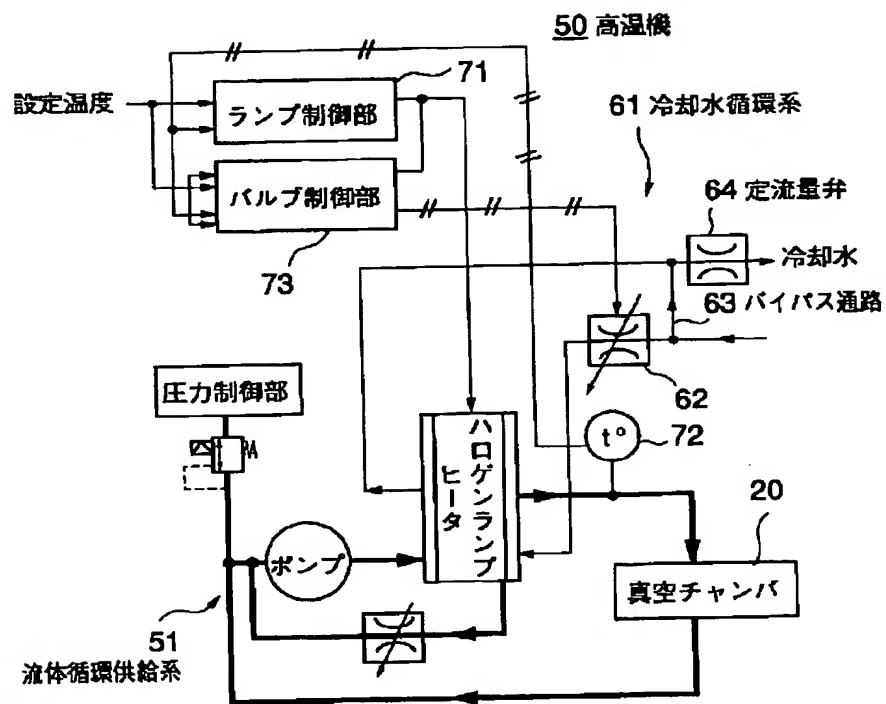 50 高温機
71
設定温度
ランプ制御部
61 冷却水循環系
バルブ制御部
64 定流量弁
冷却水
73
63 バイパス通路
圧力制御部
62
t°
72
ハロゲンランプ
ヒータ
20
ポンプ
真空チャンバ
51
流体循環供給系